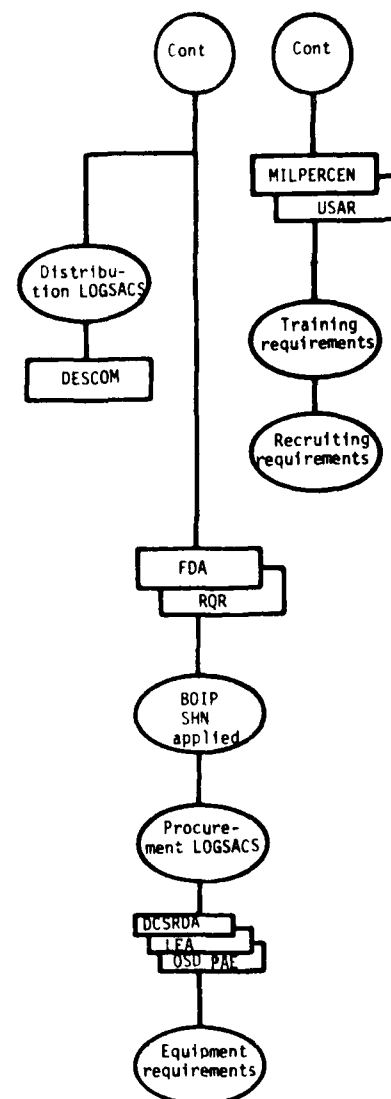 Cont
Cont
MILPERCEN
USAR
Distribu-
tion LOGSACS
DESCOM
Training
requirements
Recruiting
requirements
FDA
RQR
BOIP
SHN
applied
Procure-
ment LOGSACS
DCSRDA
LEA
OSD PAE
Equipment
requirements